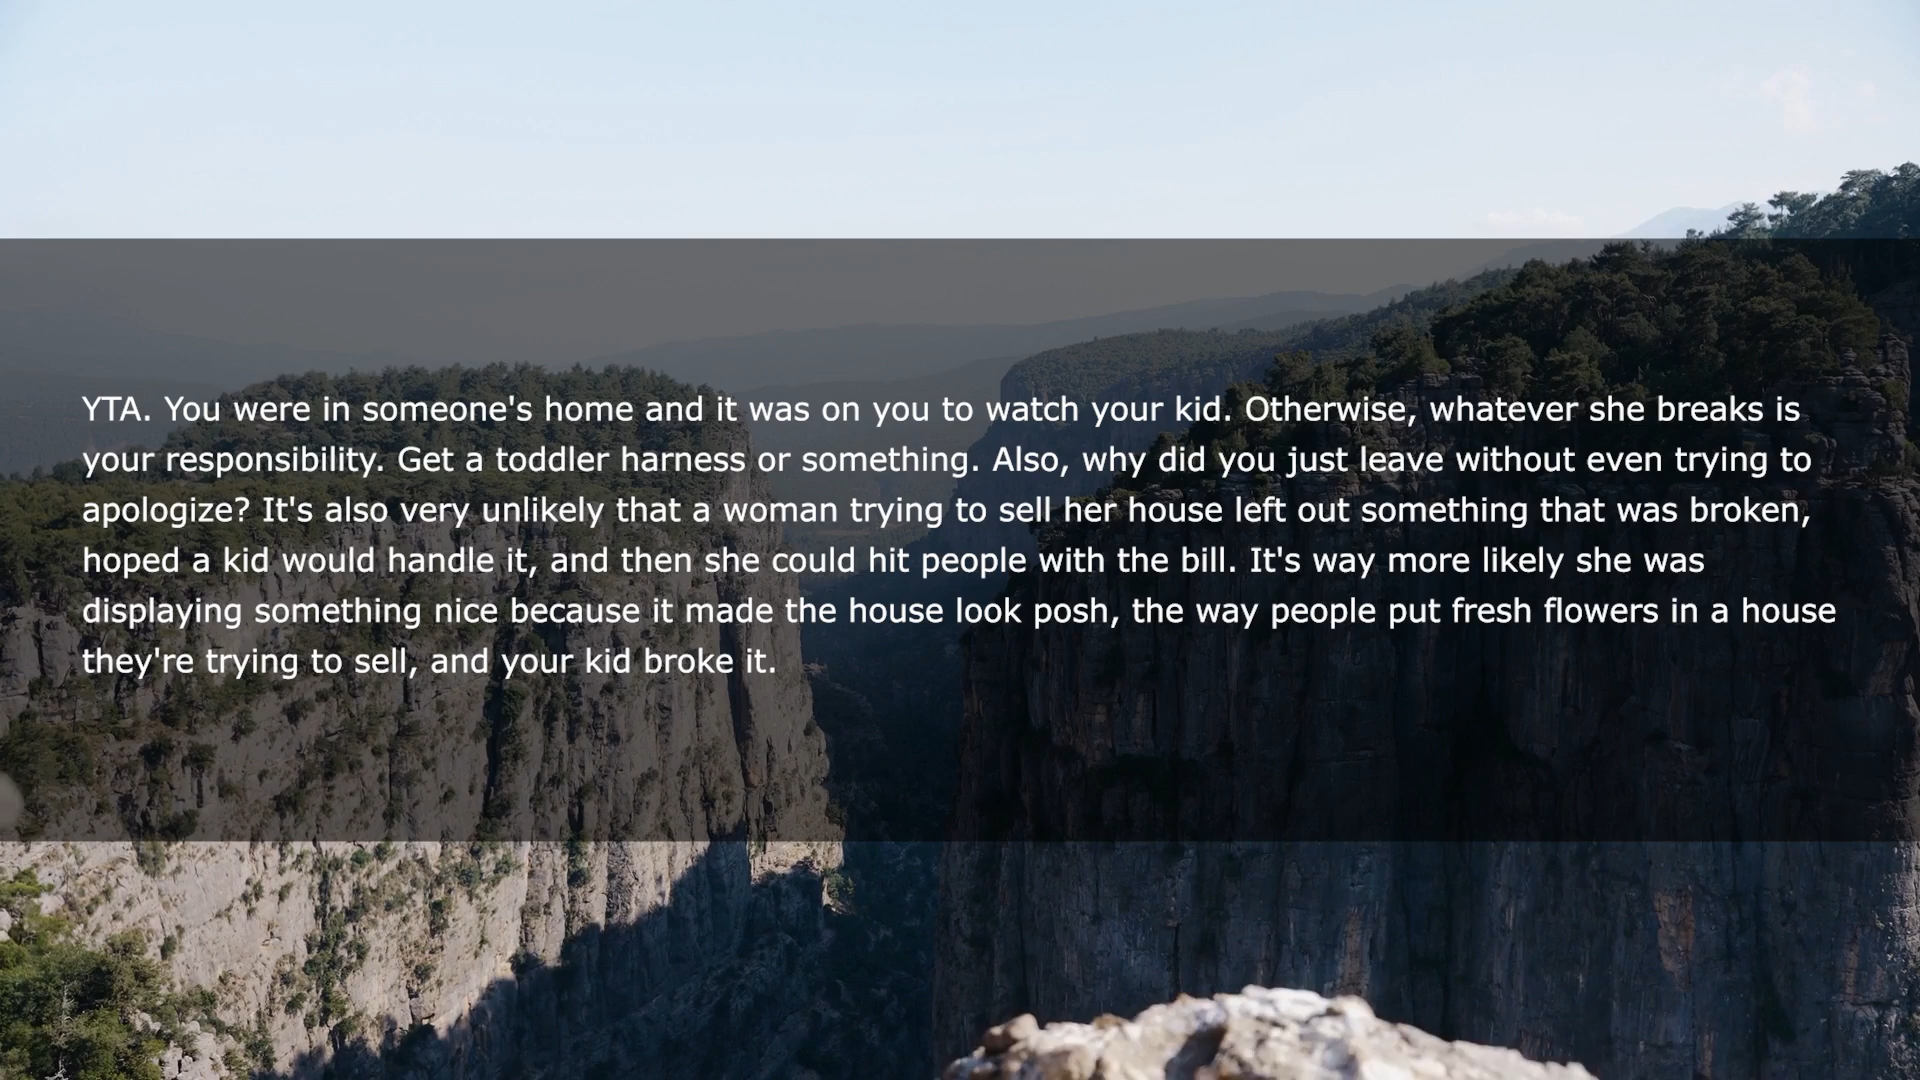 YTA. You were in someone's home and it was on you to watch your kid. Otherwise, whatever she breaks is
your responsibility. Get a toddler harness or something. Also, why did you just leave without even trying to
apologize? It's also very unlikely that a woman trying to sell her house left out something that was broken,
hoped a kid would handle it, and then she could hit people with the bill. It's way more likely she was
displaying something nice because it made the house look posh, the way people put fresh flowers in a house
they're trying to sell, and your kid broke it.